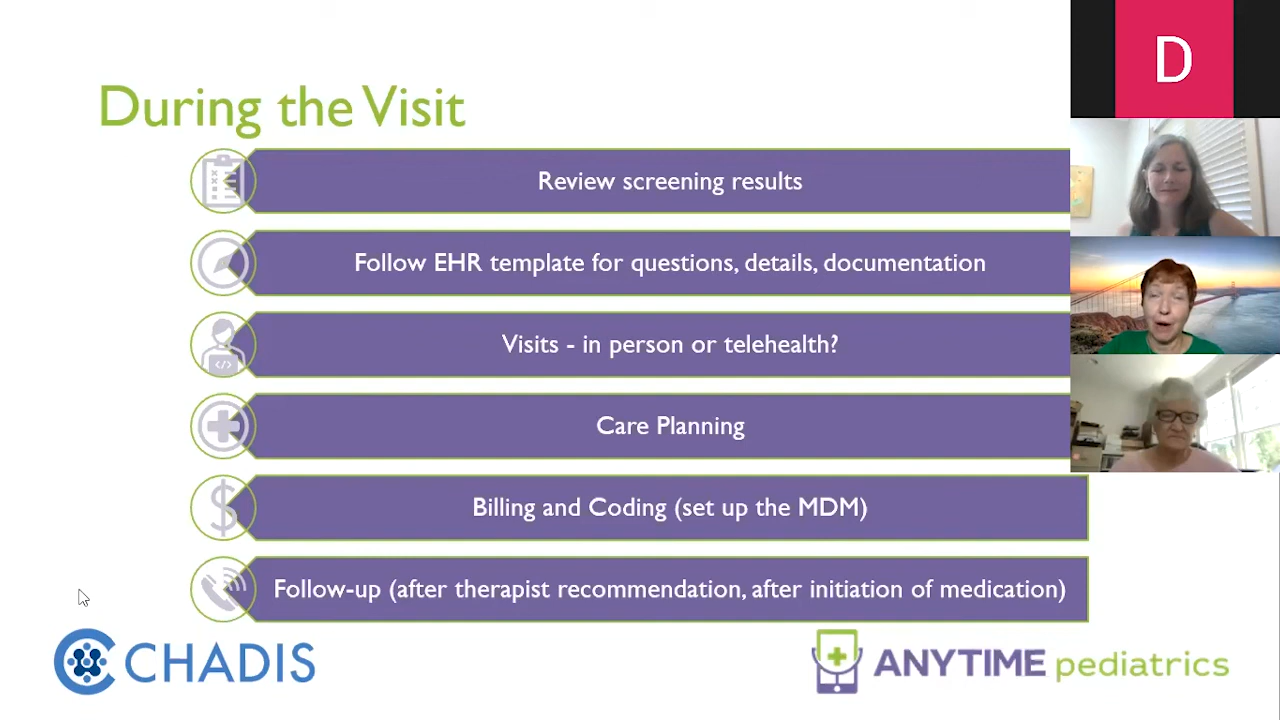 D
During the Visit
Review screening results
Follow EHR template for questions, details, documentation
Visits - in person or telehealth?
</>
Care Planning
Billing and Coding (set up the MDM)
$
Follow-up (after therapist recommendation, after initiation of medication)
CHADIS
ANYTIME pediatrics